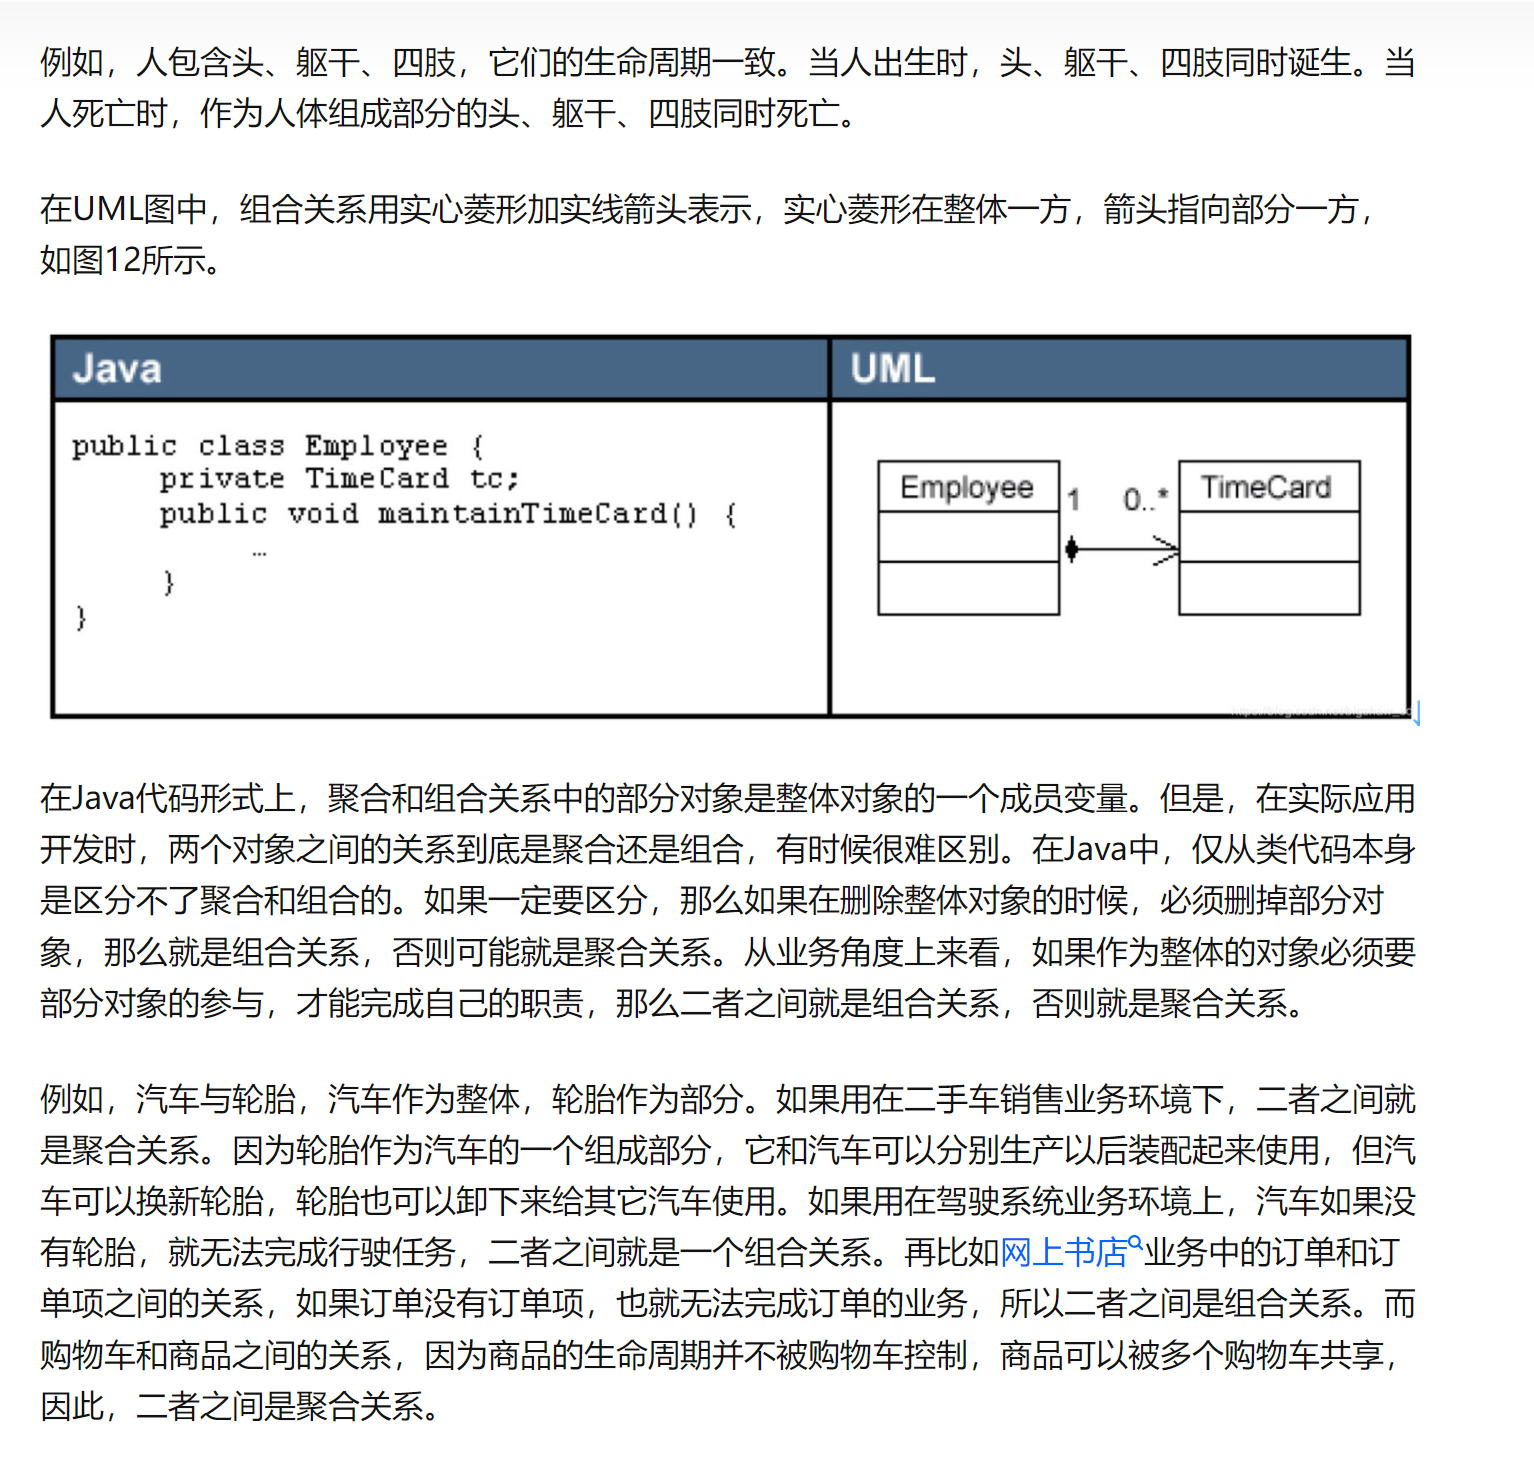 例如，人包含头、躯干、四肢，它们的生命周期一致。当人出生时，头、躯干、四肢同时诞生。当
人死亡时，作为人体组成部分的头、躯干、四肢同时死亡。
在UML图中，组合关系用实心菱形加实线箭头表示，实心菱形在整体一方，箭头指向部分一方，
如图12所示。
Java
UML
public class Employee {
private TimeCard tc;
public void maintainTimeCard() {
...
}
}
Employee
1
0..*
TimeCard
在Java代码形式上，聚合和组合关系中的部分对象是整体对象的一个成员变量。但是，在实际应用
开发时，两个对象之间的关系到底是聚合还是组合，有时候很难区别。在Java中，仅从类代码本身
是区分不了聚合和组合的。如果一定要区分，那么如果在删除整体对象的时候，必须删掉部分对
象，那么就是组合关系，否则可能就是聚合关系。从业务角度上来看，如果作为整体的对象必须要
部分对象的参与，才能完成自己的职责，那么二者之间就是组合关系，否则就是聚合关系。
例如，汽车与轮胎，汽车作为整体，轮胎作为部分。如果用在二手车销售业务环境下，二者之间就
是聚合关系。因为轮胎作为汽车的一个组成部分，它和汽车可以分别生产以后装配起来使用，但汽
车可以换新轮胎，轮胎也可以卸下来给其它汽车使用。如果用在驾驶系统业务环境上，汽车如果没
有轮胎，就无法完成行驶任务，二者之间就是一个组合关系。再比如网上书店业务中的订单和订
单项之间的关系，如果订单没有订单项，也就无法完成订单的业务，所以二者之间是组合关系。而
购物车和商品之间的关系，因为商品的生命周期并不被购物车控制，商品可以被多个购物车共享，
因此，二者之间是聚合关系。